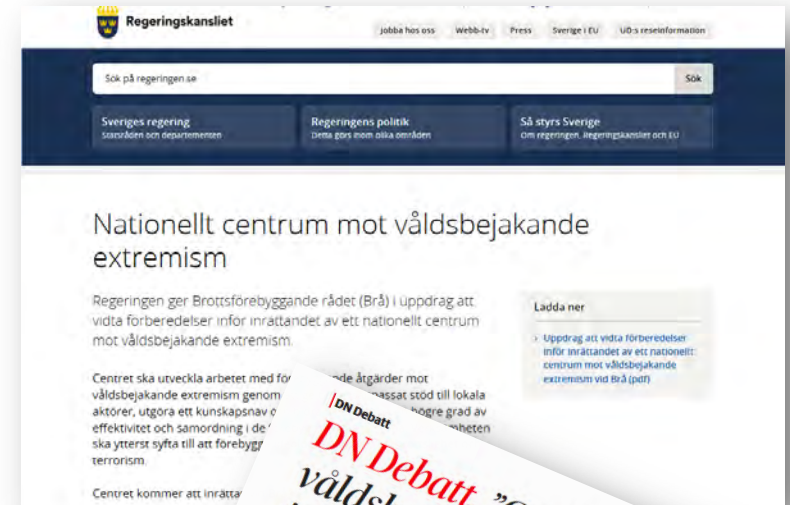 Regeringskansliet
Jobba hos oss Webb-tv Press Sverige i EU UD:s reseinformation
Sök på regeringen.se Sök
Sveriges regering
Statsråden och departementen
Regeringens politik
Detta görs inom olika områden
Så styrs Sverige
Om regeringen, Regeringskansliet och EU
Nationellt centrum mot våldsbejakande
extremism
Regeringen ger Brottsförebyggande rådet (Brå) i uppdrag att
vidta förberedelser inför inrättandet av ett nationellt centrum
mot våldsbejakande extremism.
Ladda ner
› Uppdrag att vidta förberedelser
inför inrättandet av ett nationellt
centrum mot våldsbejakande
extremism vid Brå (pdf)
Centret ska utveckla arbetet med för nde åtgärder mot
våldsbejakande extremism genom passat stöd till lokala
aktörer, utgöra ett kunskapsnav högre grad av
effektivitet och samordning i de heten
ska ytterst syfta till att förebygg
terrorism.
Centret kommer att inrätta
DN Debatt
DN Debatt. "